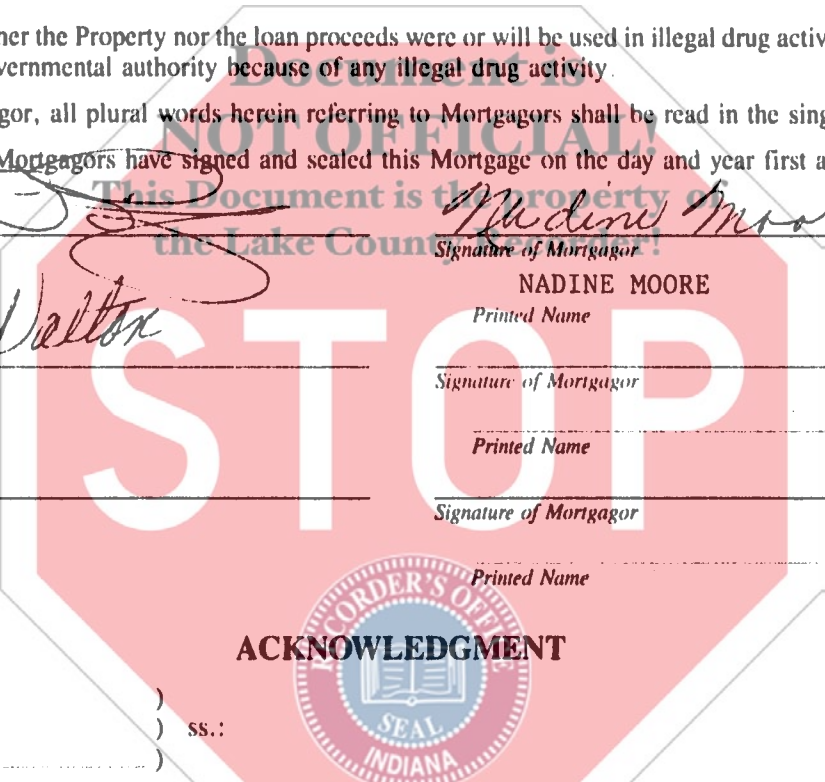 her the Property nor the loan proceeds were or will be used in illegal drug activ
vernmental authority because of any illegal drug activity.
gor, all plural words herein referring to Mortgagors shall be read in the sing
Mortgagors have signed and sealed this Mortgage on the day and year first a
Document is
NOT OFFICIAL!
This Document is the property of
the Lake County Recorder!
Nadine Moo
Signature of Mortgagor
NADINE MOORE
Printed Name
Walton
Signature of Mortgagor
Printed Name
STOP
Signature of Mortgagor
Printed Name
RECORDER'S OFFICE
ACKNOWLEDGMENT
)
) ss.:
)
SEAL
INDIANA